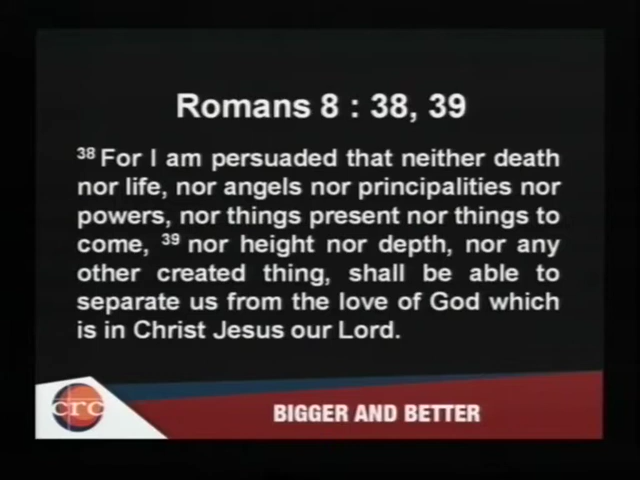 Romans 8 : 38, 39
38 For I am persuaded that neither death
nor life, nor angels nor principalities nor
powers, nor things present nor things to
come, 39 nor height nor depth, nor any
other created thing, shall be able to
separate us from the love of God which
is in Christ Jesus our Lord.
crc
BIGGER AND BETTER